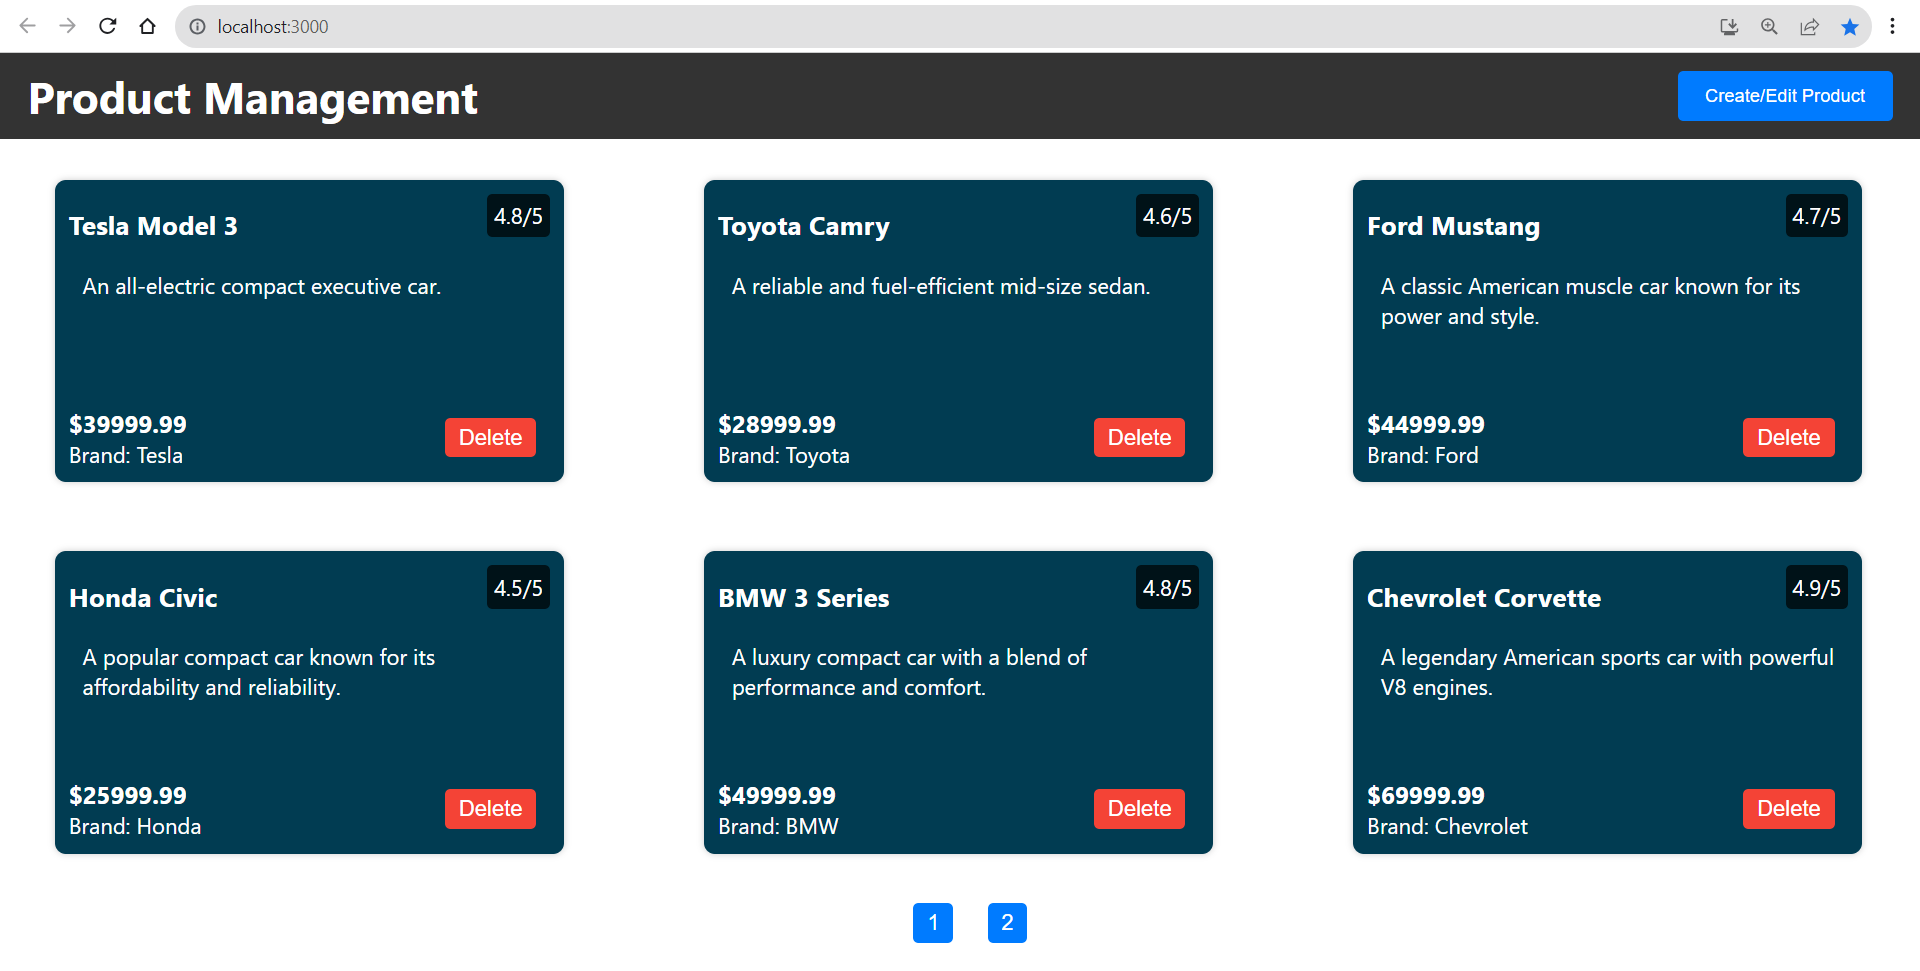 localhost:3000
Product Management
Create/Edit Product
Tesla Model 3
4.8/5
An all-electric compact executive car.
$39999.99
Brand: Tesla
Delete
Toyota Camry
4.6/5
A reliable and fuel-efficient mid-size sedan.
$28999.99
Brand: Toyota
Delete
Ford Mustang
4.7/5
A classic American muscle car known for its
power and style.
$44999.99
Brand: Ford
Delete
Honda Civic
4.5/5
A popular compact car known for its
affordability and reliability.
$25999.99
Brand: Honda
Delete
BMW 3 Series
4.8/5
A luxury compact car with a blend of
performance and comfort.
$49999.99
Brand: BMW
Delete
Chevrolet Corvette
4.9/5
A legendary American sports car with powerful
V8 engines.
$69999.99
Brand: Chevrolet
Delete
1 2